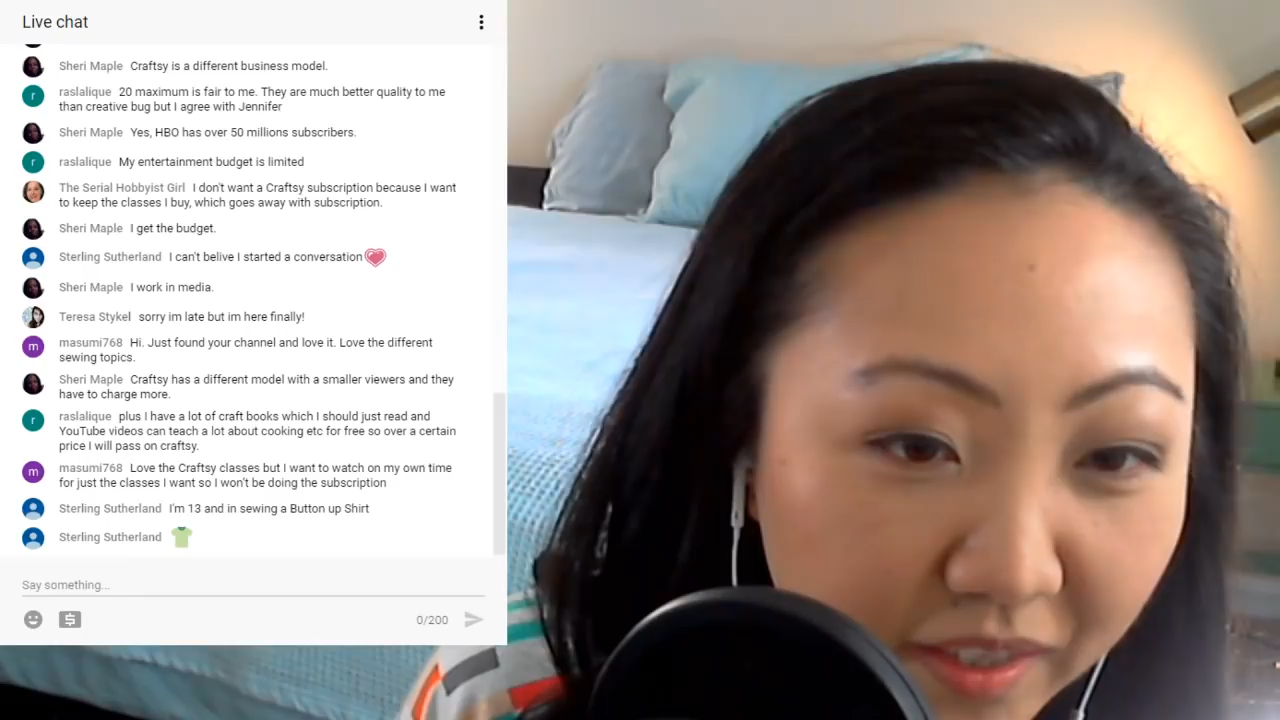 Live chat
Sheri Maple Craftsy is a different business model.
r raslalique 20 maximum is fair to me. They are much better quality to me
than creative bug but I agree with Jennifer
Sheri Maple Yes, HBO has over 50 millions subscribers.
r raslalique My entertainment budget is limited
The Serial Hobbyist Girl I don't want a Craftsy subscription because I want
to keep the classes I buy, which goes away with subscription.
Sheri Maple I get the budget.
Sterling Sutherland I can't belive I started a conversation
Sheri Maple I work in media.
Teresa Stykel sorry im late but im here finally!
m masumi768 Hi. Just found your channel and love it. Love the different
sewing topics.
Sheri Maple Craftsy has a different model with a smaller viewers and they
have to charge more.
r raslalique plus I have a lot of craft books which I should just read and
YouTube videos can teach a lot about cooking etc for free so over a certain
price I will pass on craftsy.
m masumi768 Love the Craftsy classes but I want to watch on my own time
for just the classes I want so I won't be doing the subscription
Sterling Sutherland I'm 13 and in sewing a Button up Shirt
Sterling Sutherland
Say something...
$ 0/200